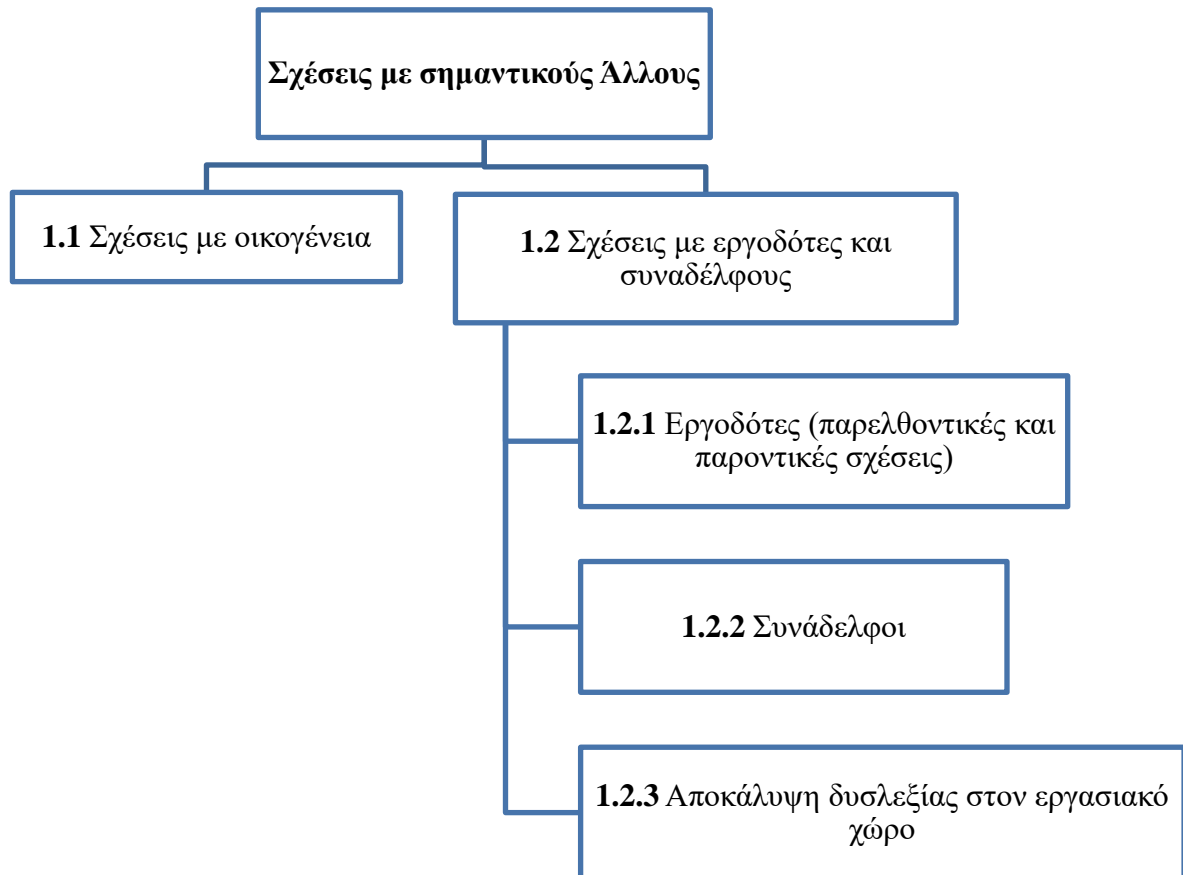 Σχέσεις με σημαντικούς Άλλους
1.1 Σχέσεις με οικογένεια
1.2 Σχέσεις με εργοδότες και
συναδέλφους
1.2.1 Εργοδότες (παρελθοντικές και
παροντικές σχέσεις)
1.2.2 Συνάδελφοι
1.2.3 Αποκάλυψη δυσλεξίας στον εργασιακό
χώρο